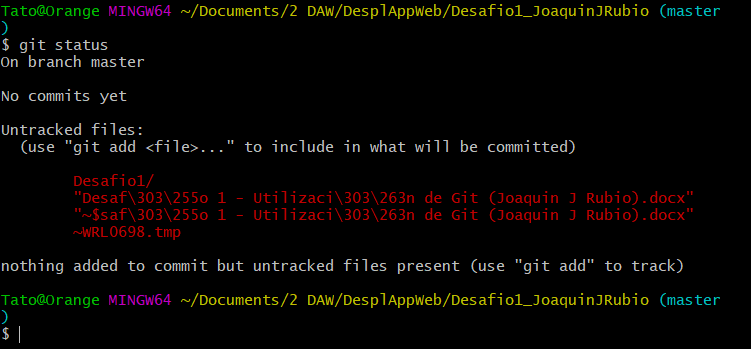 Tato@Orange MINGW64 ~/Documents/2 DAW/DesplAppWeb/Desafio1_JoaquinJRubio (master
)
$ git status
On branch master
No commits yet
Untracked files:
(use "git add <file>..." to include in what will be committed)
Desafio1/
"Desaf\303\255o 1 - Utilizaci\303\263n de Git (Joaquin J Rubio).docx"
"~$saf\303\255o 1 - Utilizaci\303\263n de Git (Joaquin J Rubio).docx"
~WRL0698.tmp
nothing added to commit but untracked files present (use "git add" to track)
Tato@Orange MINGW64 ~/Documents/2 DAW/DesplAppWeb/Desafio1_JoaquinJRubio (master
)
$